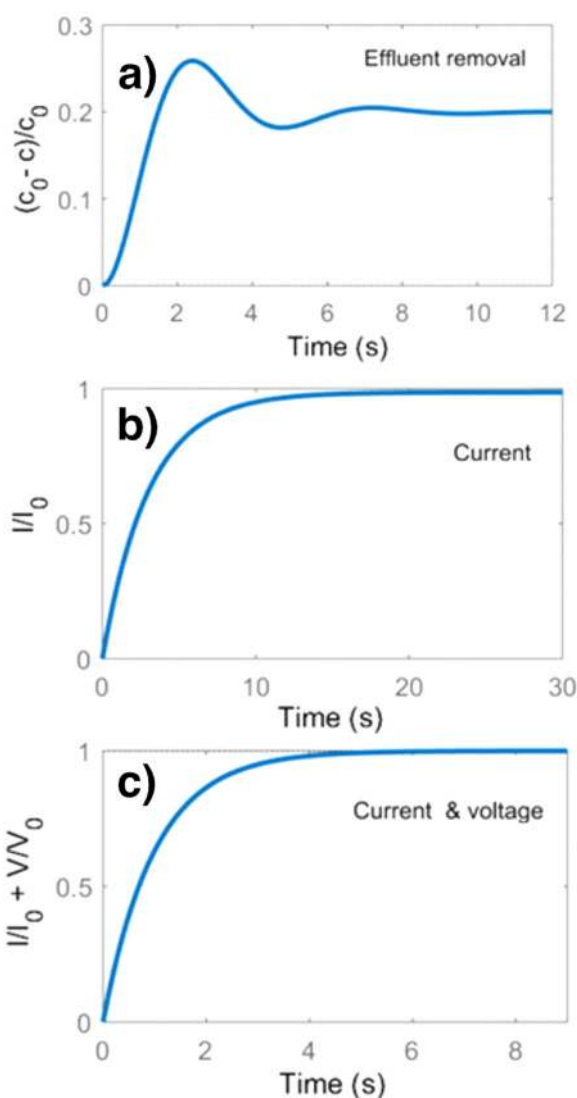 0.3
a)
Effluent removal
0.2
(c₀- c)/c₀
0.1
0
0 2 4 6 8 10 12
Time (s)
1
b)
Current
I/I₀
0.5
0
0 10 20 30
Time (s)
1
c)
Current & voltage
I/I₀ + V/V₀
0.5
0
0 2 4 6 8
Time (s)